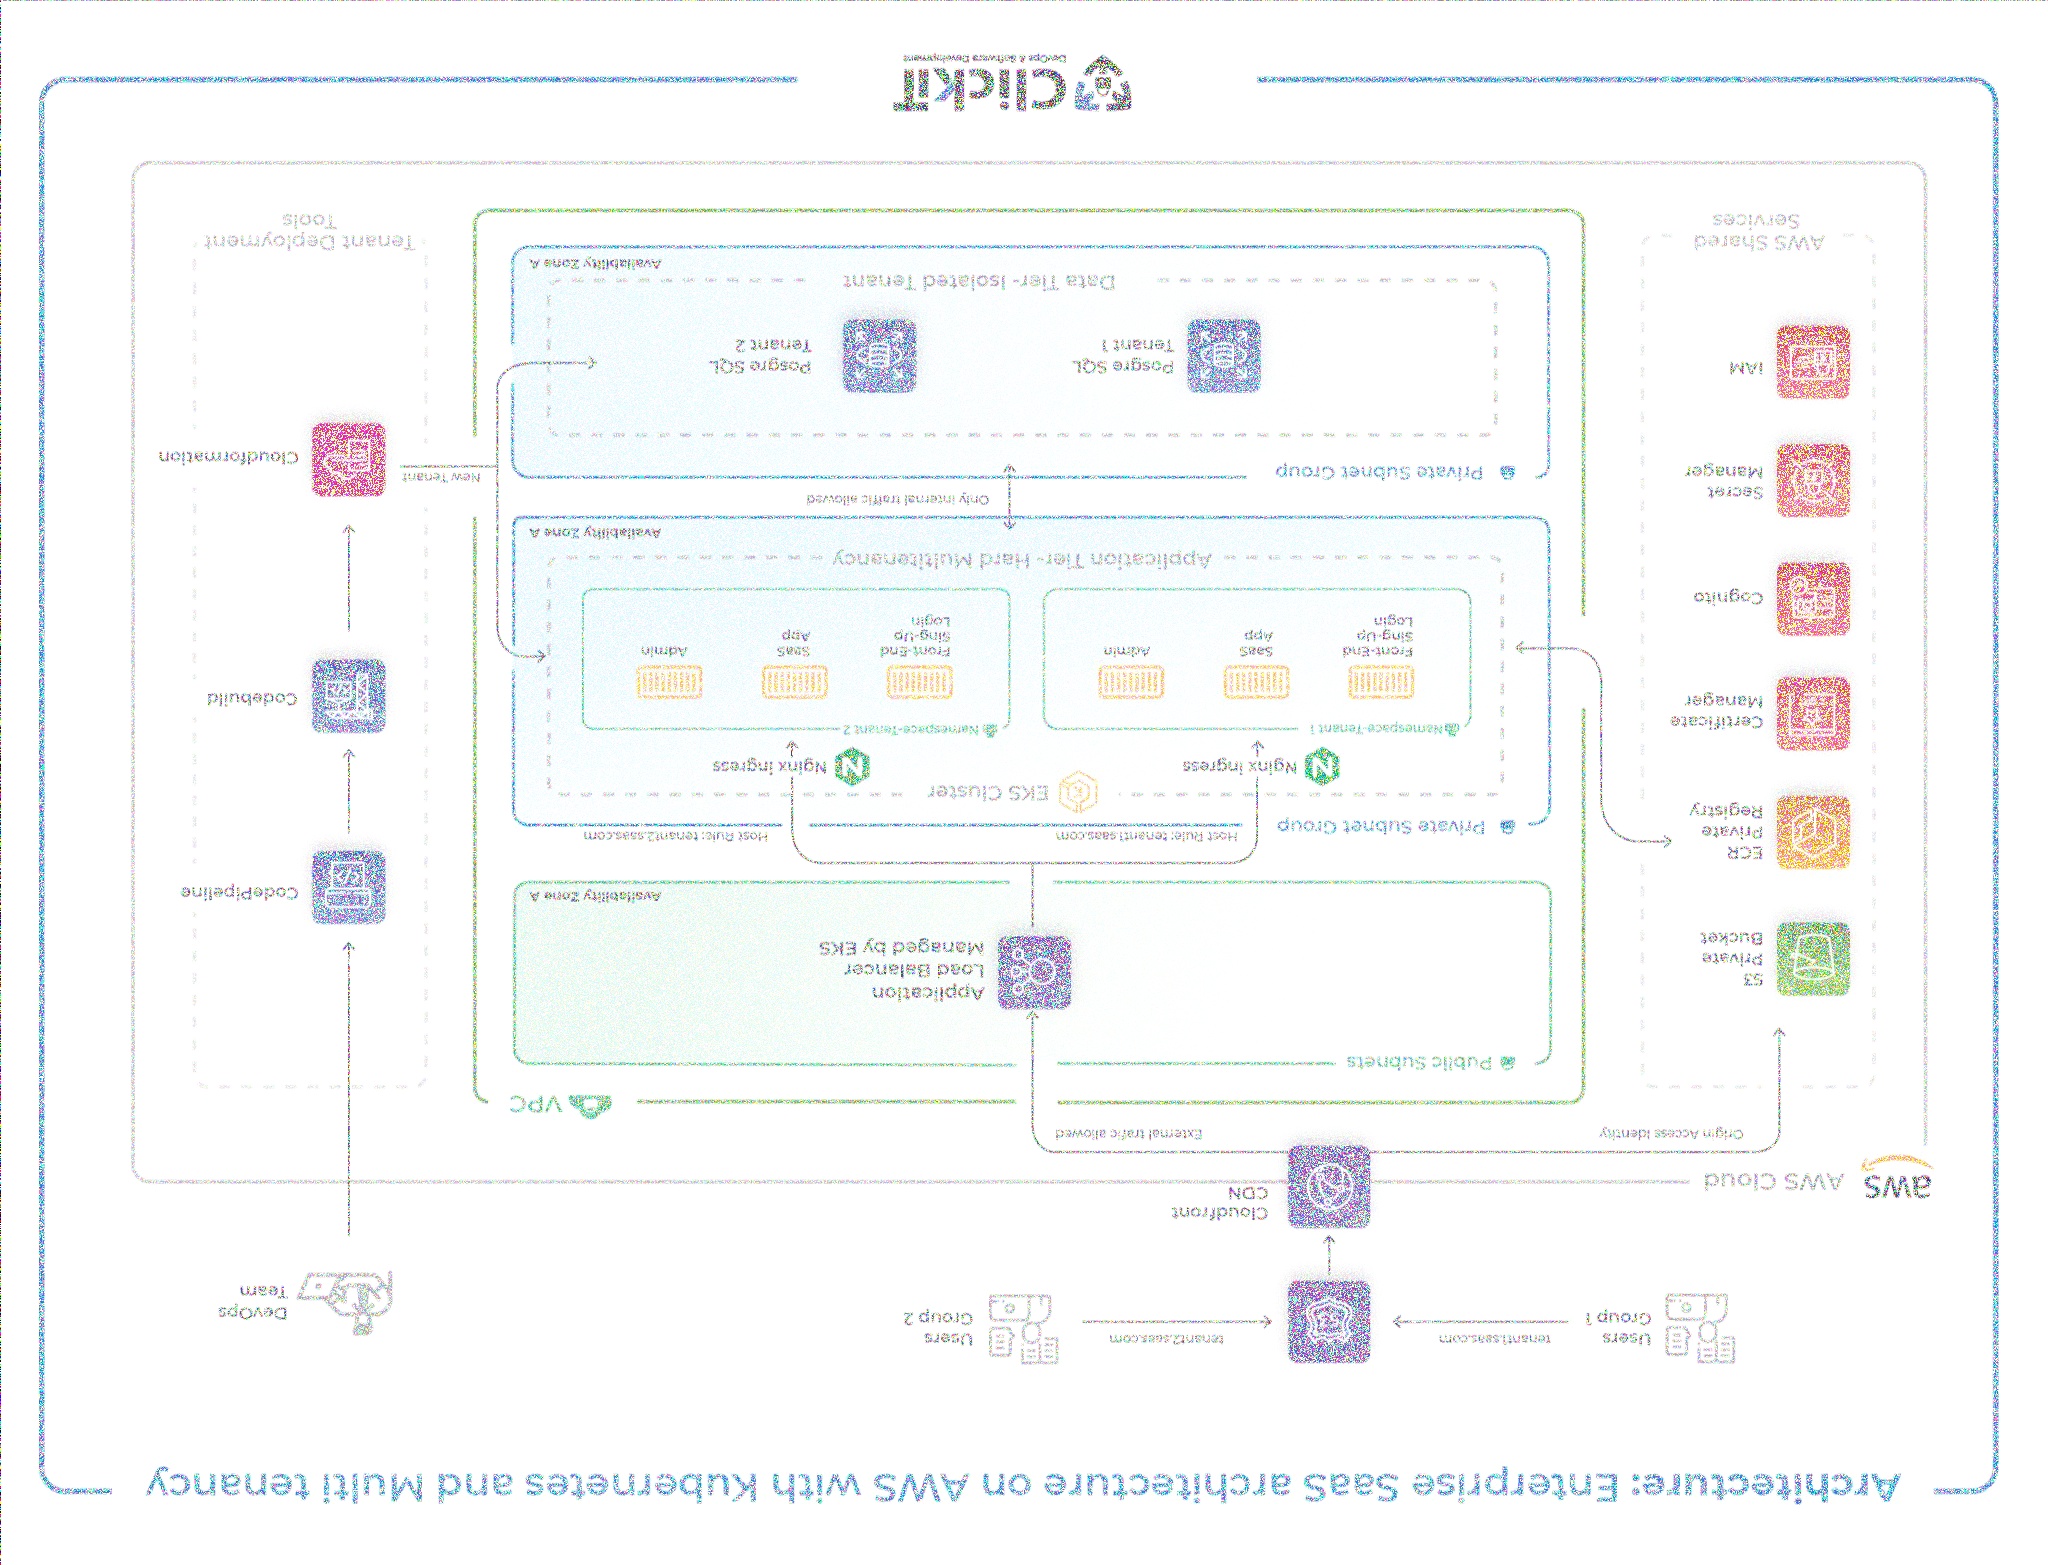 Architecture: Enterprise SaaS architecture on AWS with Kubernetes and Multi tenancy
Users
Group 1
tenant1.saas.com
tenant2.saas.com
Users
Group 2
DevOps
Team
Cloudfront
CDN
aws
AWS Cloud
Origin Access Identity
External trafic allowed
VPC
Public Subnets
Application
Load Balancer
Managed by EKS
Availability Zone A
Private Subnet Group
Host Rule: tenant1.saas.com
Host Rule: tenant2.saas.com
EKS Cluster
Nginx ingress
Nginx ingress
Namespace-Tenant 1
Front-End
Sing-Up
Login
SaaS
App
Admin
Namespace-Tenant 2
Front-End
Sing-Up
Login
SaaS
App
Admin
Application Tier- Hard Multitenancy
Availability Zona A
Only internal traffic allowed
Private Subnet Group
Posgre SQL
Tenant 1
Posgre SQL
Tenant 2
Data Tier- Isolated Tenant
Availability Zona A
S3
Private
Bucket
ECR
Private
Registry
Certificate
Manager
Cognito
Secret
Manager
IAM
AWS Shared
Services
CodePipeline
Codebuild
Cloudformation
New Tenant
Tenant Deployment
Tools
ClickIT
DevOps & Software Development